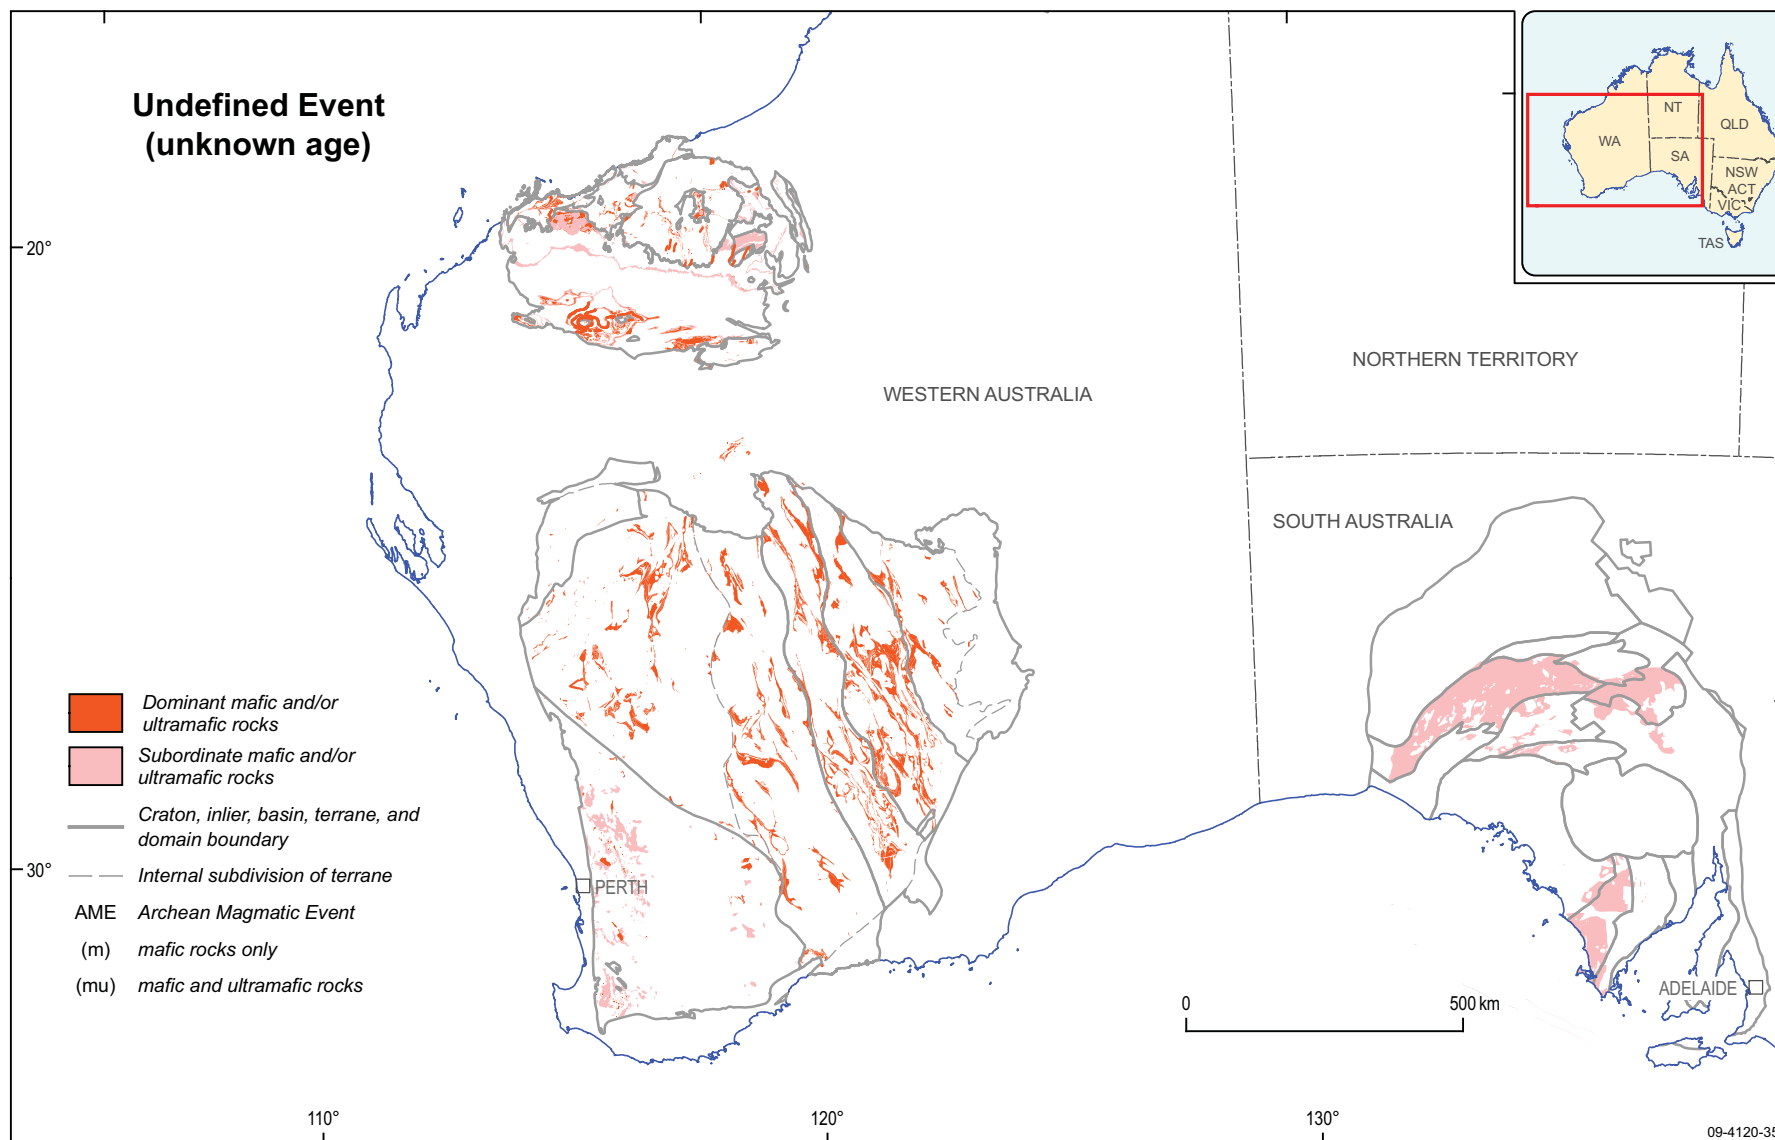 Undefined Event
(unknown age)
NT
QLD
WA
SA
NSW
ACT
VIC
TAS
20°
NORTHERN TERRITORY
WESTERN AUSTRALIA
SOUTH AUSTRALIA
Dominant mafic and/or
ultramafic rocks
Subordinate mafic and/or
ultramafic rocks
Craton, inlier, basin, terrane, and
domain boundary
30°
Internal subdivision of terrane
PERTH
AME Archean Magmatic Event
(m) mafic rocks only
(mu) mafic and ultramafic rocks
ADELAIDE
0 500 km
110° 120° 130°
09-4120-35